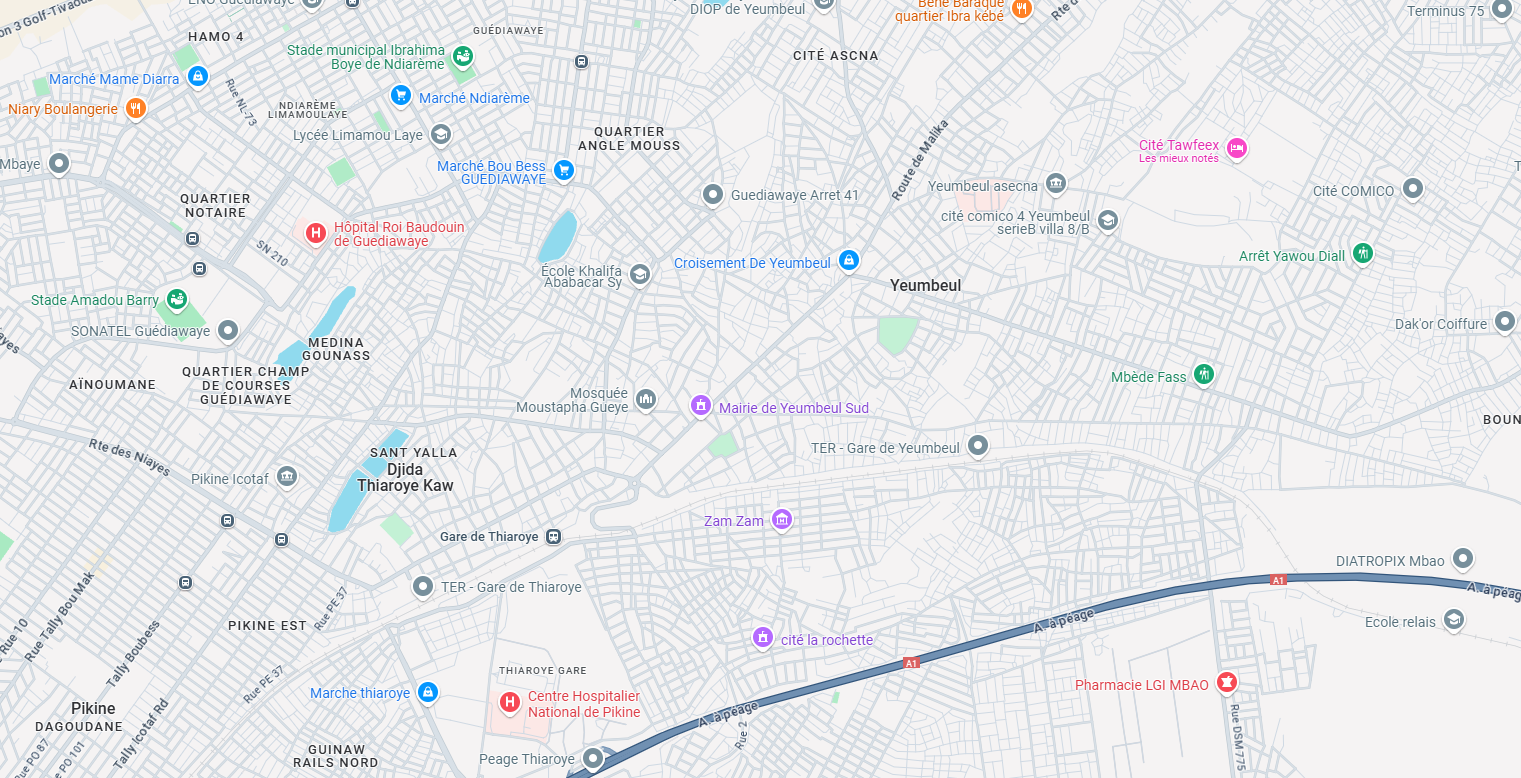 on 3 Golf-Tivaou
ENO Guédiawaye
HAMO 4
GUÉDIAWAYE
Stade municipal Ibrahima
Boye de Ndiarème
DIOP de Yeumbeul
Béné Baraque
quartier Ibra kébé
Rte d
Terminus 75
CITÉ ASCNA
Marché Mame Diarra
Niary Boulangerie
Rue NL-73
NDIARÈME
LIMAMOULAYE
Marché Ndiarème
Lycée Limamou Laye
QUARTIER
ANGLE MOUSS
Marché Bou Bess
GUEDIAWAYE
Route de Malika
Cité Tawfeex
Les mieux notés
Mbaye
QUARTIER
NOTAIRE
Guediawaye Arret 41
Yeumbeul asecna
cité comico 4 Yeumbeul
serieB villa 8/B
Cité COMICO
T
Hôpital Roi Baudouin
de Guediawaye
SN 210
École Khalifa
Ababacar Sy
Croisement De Yeumbeul
Yeumbeul
Arrêt Yawou Diall
Stade Amadou Barry
SONATEL Guédiawaye
ayes
MEDINA
GOUNASS
Dak'or Coiffure
AÏNOUMANE
QUARTIER CHAMP
DE COURSES
GUÉDIAWAYE
Mbède Fass
Mosquée
Moustapha Gueye
Mairie de Yeumbeul Sud
BOUN
Rte des Niayes
SANT YALLA
Djida
Thiaroye Kaw
TER - Gare de Yeumbeul
Pikine Icotaf
Zam Zam
Gare de Thiaroye
DIATROPIX Mbao
TER - Gare de Thiaroye
A1
A. à péag
Rue 10
Rue Tally Bou Mak
Tally Boubess
Rue PE 37
PIKINE EST
A. à péage
Ecole relais
cité la rochette
A1
THIAROYE GARE
Rue PE 37
Marche thiaroye
Centre Hospitalier
National de Pikine
Pharmacie LGI MBAO
Pikine
DAGOUDANE
Tally Icotaf Rd
A. à péage
Rue 2
Rue DSM 775
Rue PO 87
e PO 101
GUINAW
RAILS NORD
Peage Thiaroye